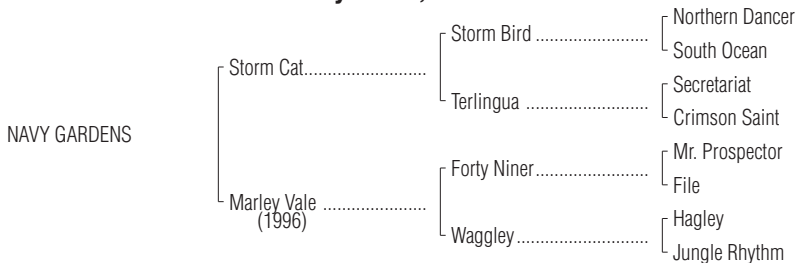 Northern Dancer
Storm Bird ........................
South Ocean
Storm Cat..........................
Secretariat
Terlingua ..........................
Crimson Saint
NAVY GARDENS
Mr. Prospector
Forty Niner........................
File
Marley Vale ......................
(1996)
Hagley
Waggley............................
Jungle Rhythm